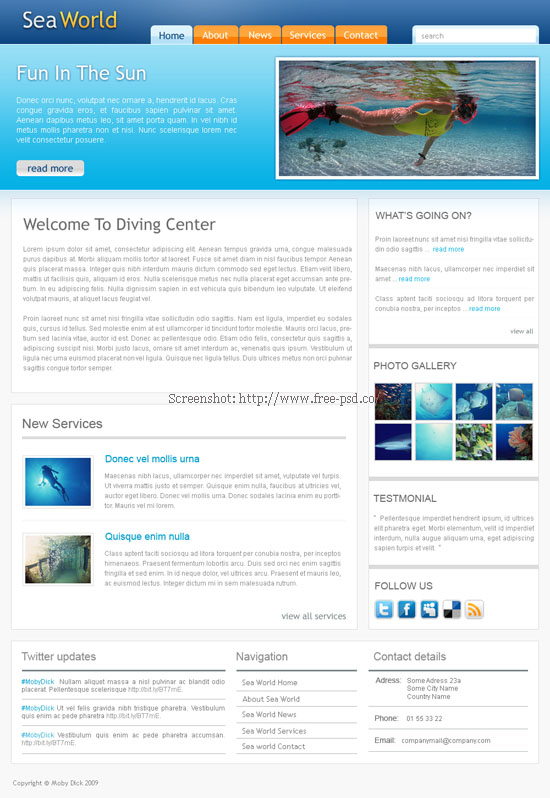 SeaWorld
Home
About
News
Services
Contact
search
Fun In The Sun
Donec orci nunc, volutpat nec ornare a, hendrerit id lacus. Cras
congue gravida eros, et faucibus sapien pulvinar sit amet.
Aenean dapibus metus leo, sit amet porta quam. In vel nibh id
metus mollis pharetra non et nisl. Nunc scelerisque lorem nec
velit consectetur posuere.
read more
Welcome To Diving Center
Lorem ipsum dolor sit amet, consectetur adipiscing elit. Aenean tempus gravida urna, congue malesuada
purus dapibus at. Morbi aliquam mollis tortor at laoreet. Fusce sit amet diam in nisl faucibus tempor. Aenean
quis placerat massa. Integer quis nibh interdum mauris dictum commodo sed eget lectus. Etiam velit libero,
mattis ut facilisis quis, aliquam id eros. Nulla scelerisque metus nec nulla placerat eget accumsan ante pre-
tium. In eu adipiscing felis. Nulla dignissim sapien in est vehicula quis bibendum leo vulputate. Ut eleifend
volutpat mauris, at aliquet lacus feugiat vel.
Proin laoreet nunc sit amet nisi fringilla vitae sollicitudin odio sagittis. Nam est ligula, imperdiet eu sodales
quis, cursus id tellus. Sed molestie enim at est ullamcorper id tincidunt tortor molestie. Mauris orci lacus, pre-
tium sed lacinia vitae, auctor id est. Donec ac pellentesque odio. Etiam odio felis, consectetur quis sagittis a,
adipiscing suscipit nisi. Morbi justo lacus, ornare sit amet interdum ac, venenatis quis ipsum. Vestibulum ut
ligula nec urna euismod placerat non vel ligula. Quisque nec ligula tellus. Duis ultrices metus non orci pulvinar
sagittis congue tortor semper.
WHAT'S GOING ON?
Proin laoreet nunc sit amet nisi fringilla vitae sollicitu-
din odio sagittis ... read more
Maecenas nibh lacus, ullamcorper nec imperdiet sit
amet ... read more
Class aptent taciti sociosqu ad litora torquent per
conubia nostra, per inceptos ... read more
view all
PHOTO GALLERY
Screenshot: http://www.free-psd.co
New Services
Donec vel mollis urna
Maecenas nibh lacus, ullamcorper nec imperdiet sit amet, vulputate vel turpis.
Ut viverra mattis justo et semper. Quisque enim nulla, faucibus at ultricies vel,
auctor eget libero. Donec vel mollis urna. Donec sodales lacinia enim eu portti-
tor. Mauris vel mi lorem.
Quisque enim nulla
Class aptent taciti sociosqu ad litora torquent per conubia nostra, per inceptos
himenaeos. Praesent fermentum lobortis arcu. Duis sed orci nec enim sagittis
fringilla et sed enim. In id neque dolor, vel ultrices arcu. Praesent et mauris leo,
ac euismod lectus. Integer dictum mi in sem malesuada rutrum.
view all services
TESTMONIAL
" Pellentesque imperdiet hendrerit ipsum, id ultrices
elit pharetra eget. Morbi elementum, velit id imperdiet
interdum, nulla augue aliquam urna, eget adipiscing
sapien turpis et velit. "
FOLLOW US
Twitter updates
#MobyDick Nullam aliquet massa a nisl pulvinar ac blandit odio
placerat. Pellentesque scelerisque http://bit.ly/BT7rnE.
#MobyDick Ut vel felis gravida nibh tristique pharetra. Vestibulum
quis enim ac pede pharetra http://bit.ly/BT7rnE.
#MobyDick Vestibulum quis enim ac pede pharetra accumsan.
http://bit.ly/BT7rnE.
Navigation
Sea World Home
About Sea World
Sea World News
Sea World Services
Sea world Contact
Contact details
Adress: Some Adress 23a
Some City Name
Country Name
Phone: 01 55 33 22
Email: companymail@company.com
Copyright © Moby Dick 2009